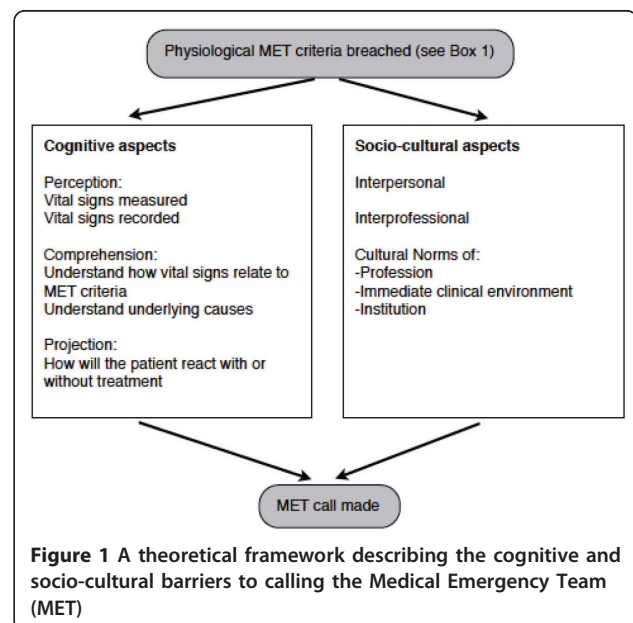 Physiological MET criteria breached (see Box 1)
Cognitive aspects
Perception:
Vital signs measured
Vital signs recorded
Comprehension:
Understand how vital signs relate to
MET criteria
Understand underlying causes
Projection:
How will the patient react with or
without treatment
Socio-cultural aspects
Interpersonal
Interprofessional
Cultural Norms of:
-Profession
-Immediate clinical environment
-Institution
MET call made
Figure 1 A theoretical framework describing the cognitive and
socio-cultural barriers to calling the Medical Emergency Team
(MET)